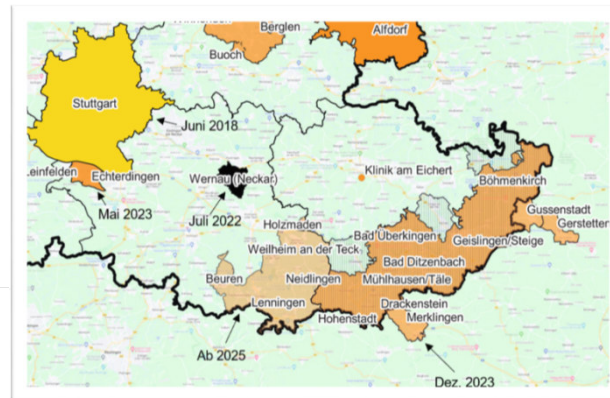 Berglen
Alfdorf
Buoch
Stuttgart
Juni 2018
Leinfelden
Echterdingen
Wernau (Neckar)
Klinik am Eichert
Böhmenkirch
Mai 2023
Juli 2022
Gussenstadt
Gerstetten
Holzmaden
Bad Überkingen
Geislingen/Steige
Weilheim an der Teck
Bad Ditzenbach
Beuren
Neidlingen
Mühlhausen/Täle
Lenningen
Drackenstein
Hohenstadt
Merklingen
Ab 2025
Dez. 2023